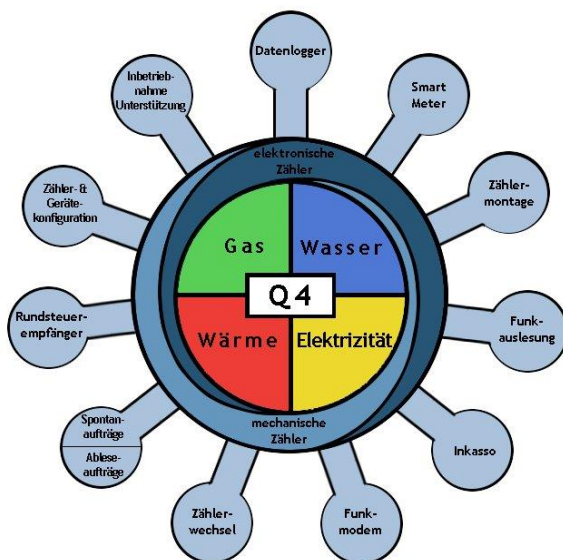 Datenlogger
Smart
Meter
Zähler-
montage
Funk-
auslesung
Inkasso
Funk-
modem
Zähler-
wechsel
Spontan-
aufträge
Ablese-
aufträge
Rundsteuer-
empfänger
Zähler- &
Geräte-
konfiguration
Inbetrieb-
nahme
Unterstützung
elektronische
Zähler
Gas
Wasser
Q4
Wärme
Elektrizität
mechanische
Zähler